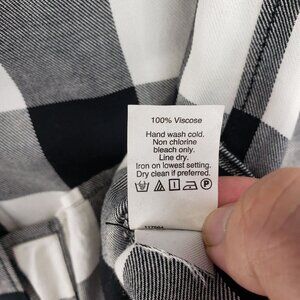 100% Viscose
Hand wash cold.
Non chlorine
bleach only.
Line dry.
Iron on lowest setting.
Dry clean if preferred.